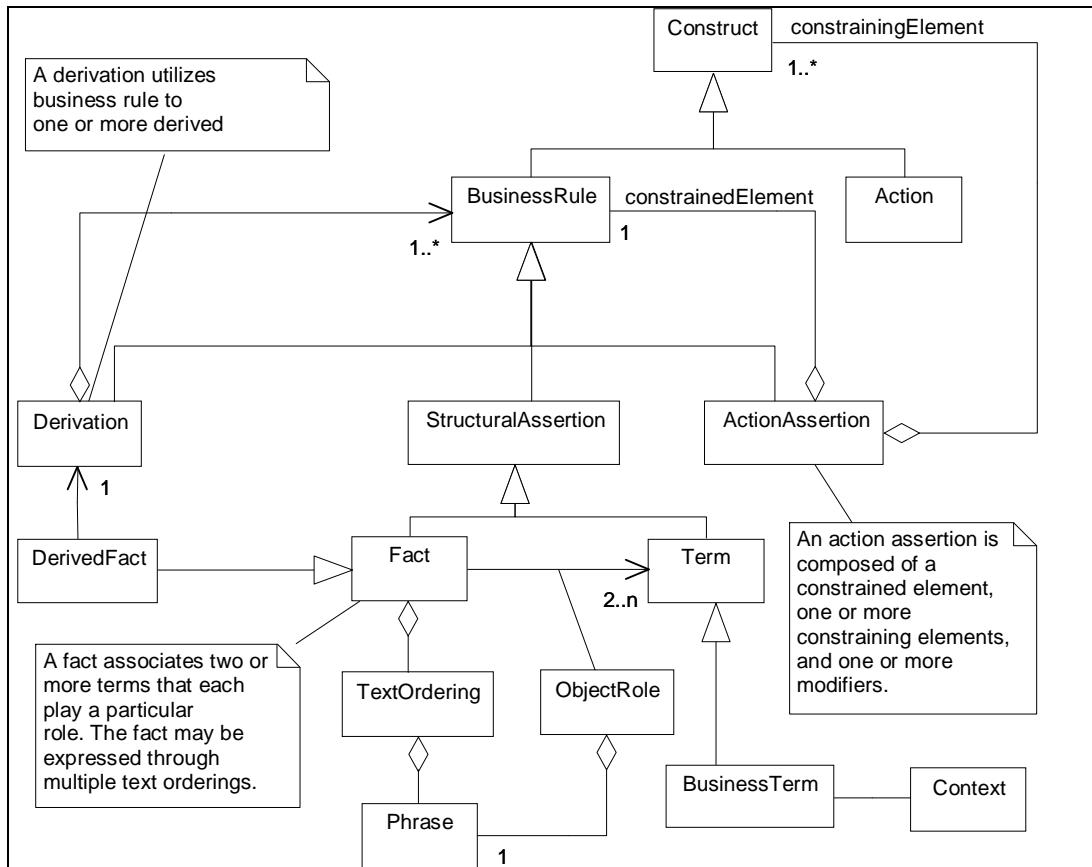 Construct
constrainingElement
1..*
A derivation utilizes
business rule to
one or more derived
BusinessRule
constrainedElement
Action
1..*
1
Derivation
StructuralAssertion
ActionAssertion
1
DerivedFact
Fact
Term
2..n
An action assertion is
composed of a
constrained element,
one or more
constraining elements,
and one or more
modifiers.
A fact associates two or
more terms that each
play a particular
role. The fact may be
expressed through
multiple text orderings.
TextOrdering
ObjectRole
BusinessTerm
Context
Phrase
1